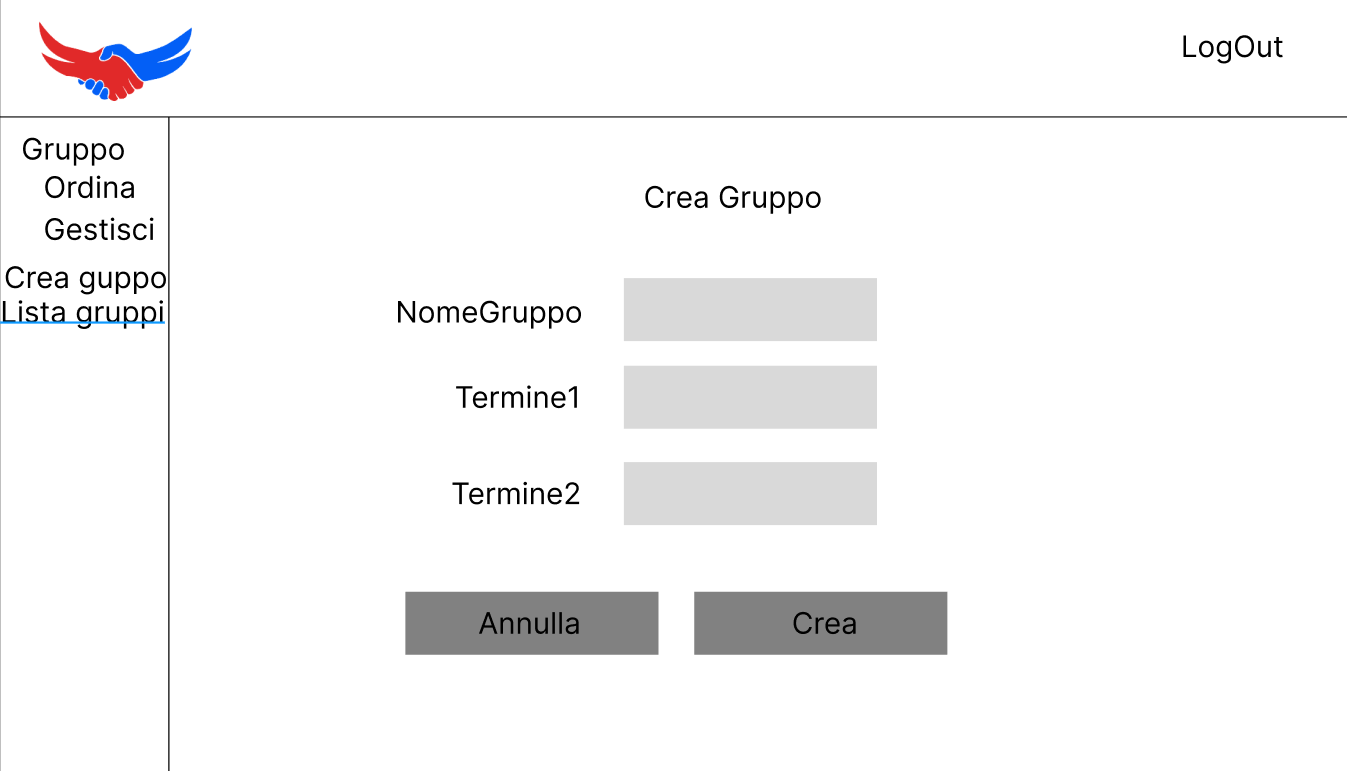 LogOut
Gruppo
Ordina
Gestisci
Crea guppo
Lista gruppi
Crea Gruppo
NomeGruppo
Termine1
Termine2
Annulla
Crea